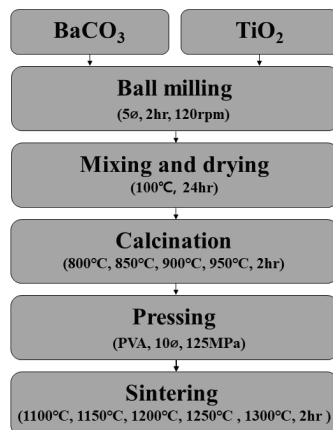 BaCO₃
TiO₂
Ball milling
(5ø, 2hr, 120rpm)
Mixing and drying
(100℃, 24hr)
Calcination
(800℃, 850℃, 900℃, 950℃, 2hr)
Pressing
(PVA, 10ø, 125MPa)
Sintering
(1100℃, 1150℃, 1200℃, 1250℃ , 1300℃, 2hr )